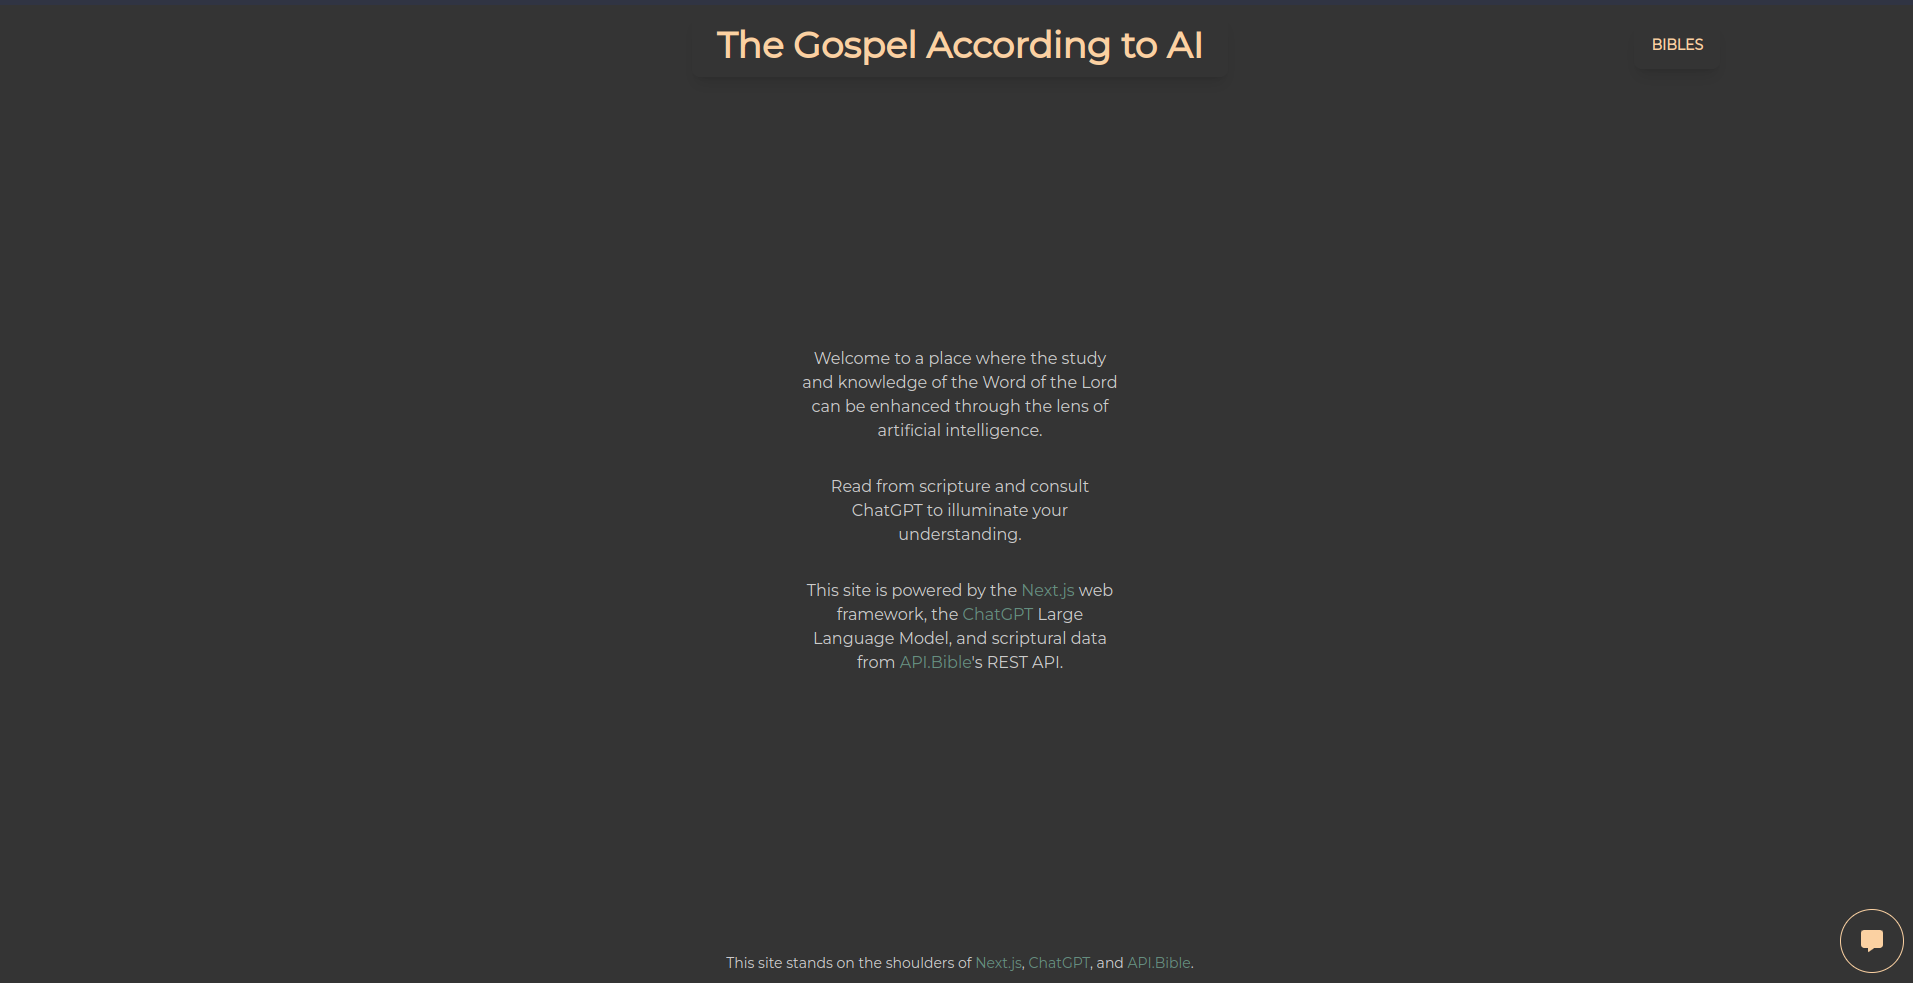 The Gospel According to AI
BIBLES
Welcome to a place where the study
and knowledge of the Word of the Lord
can be enhanced through the lens of
artificial intelligence.
Read from scripture and consult
ChatGPT to illuminate your
understanding.
This site is powered by the Next.js web
framework, the ChatGPT Large
Language Model, and scriptural data
from API.Bible's REST API.
This site stands on the shoulders of Next.js, ChatGPT, and API.Bible.